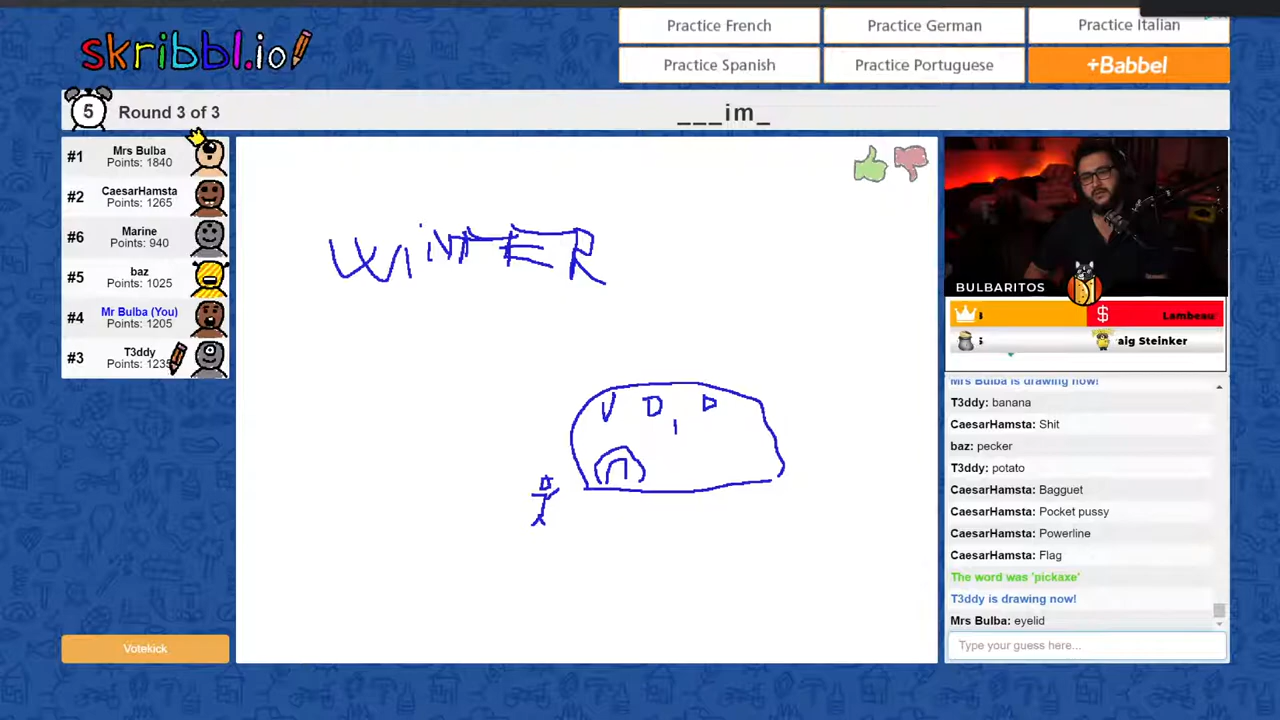 Practice French
Practice German
Practice Italian
skribbl.io
Practice Spanish
Practice Portuguese
+Babbel
5
Round 3 of 3
___im_
#1
Mrs Bulba
Points: 1840
#2
CaesarHamsta
Points: 1265
#6
Marine
Points: 940
#5
baz
Points: 1025
#4
Mr Bulba (You)
Points: 1205
#3
T3ddy
Points: 1235
WiNTER
V D , D
BULBARITOS
$
Lambeau
aig Steinker
Mrs Bulba is drawing now!
T3ddy: banana
CaesarHamsta: Shit
baz: pecker
T3ddy: potato
CaesarHamsta: Bagguet
CaesarHamsta: Pocket pussy
CaesarHamsta: Powerline
CaesarHamsta: Flag
The word was 'pickaxe'
T3ddy is drawing now!
Mrs Bulba: eyelid
Type your guess here...
Votekick